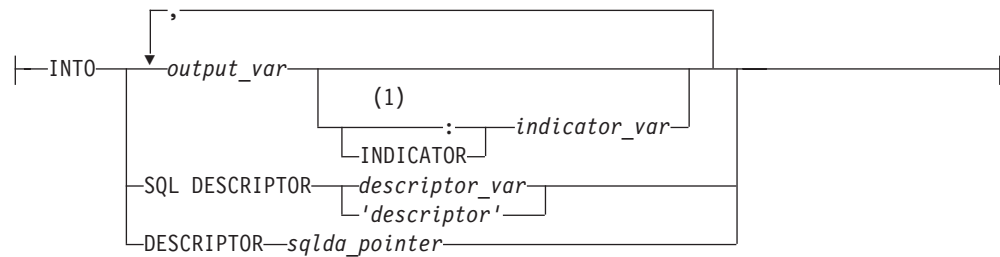 ,
INTO output_var
(1)
: indicator_var
INDICATOR
SQL DESCRIPTOR descriptor_var
'descriptor'
DESCRIPTOR sqlda_pointer